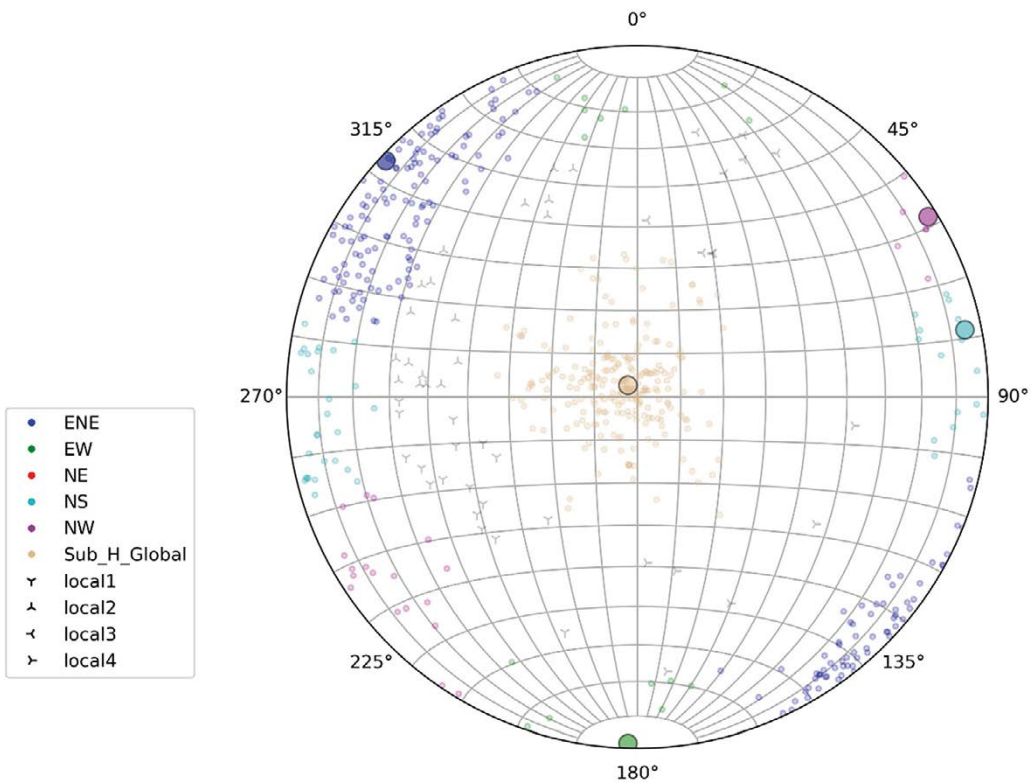 0°
315°
45°
270°
90°
225°
135°
180°
ENE
EW
NE
NS
NW
Sub_H_Global
local1
local2
local3
local4